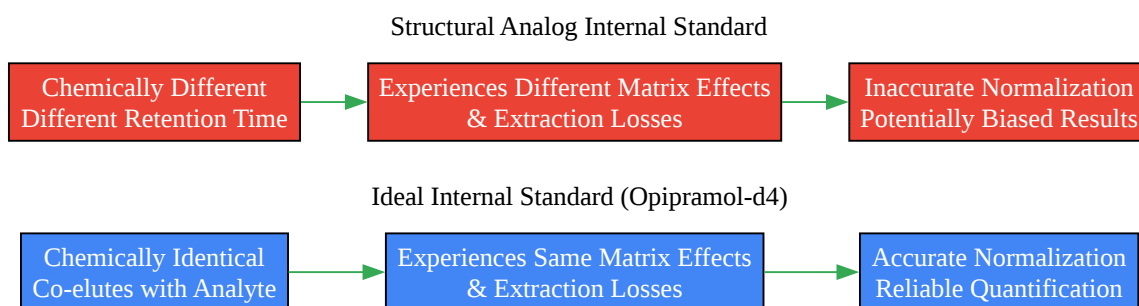 Structural Analog Internal Standard
Chemically Different
Different Retention Time
Experiences Different Matrix Effects
& Extraction Losses
Inaccurate Normalization
Potentially Biased Results
Ideal Internal Standard (Opipramol-d4)
Chemically Identical
Co-elutes with Analyte
Experiences Same Matrix Effects
& Extraction Losses
Accurate Normalization
Reliable Quantification